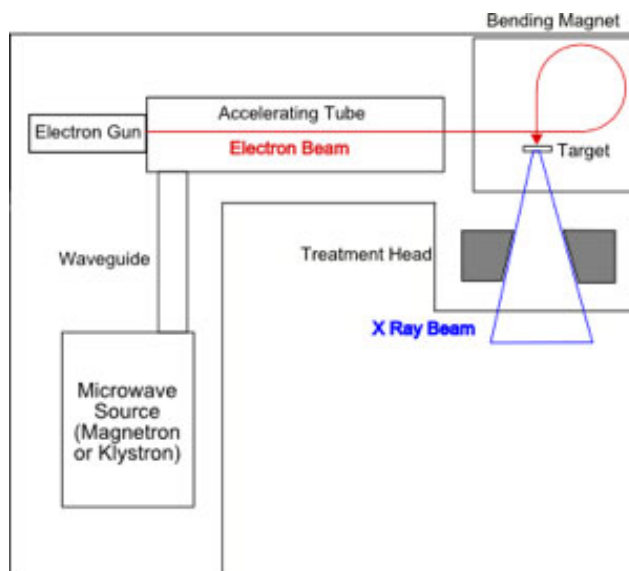 Bending Magnet
Accelerating Tube
Electron Gun
Electron Beam
Target
Waveguide
Treatment Head
X Ray Beam
Microwave
Source
(Magnetron
or Klystron)